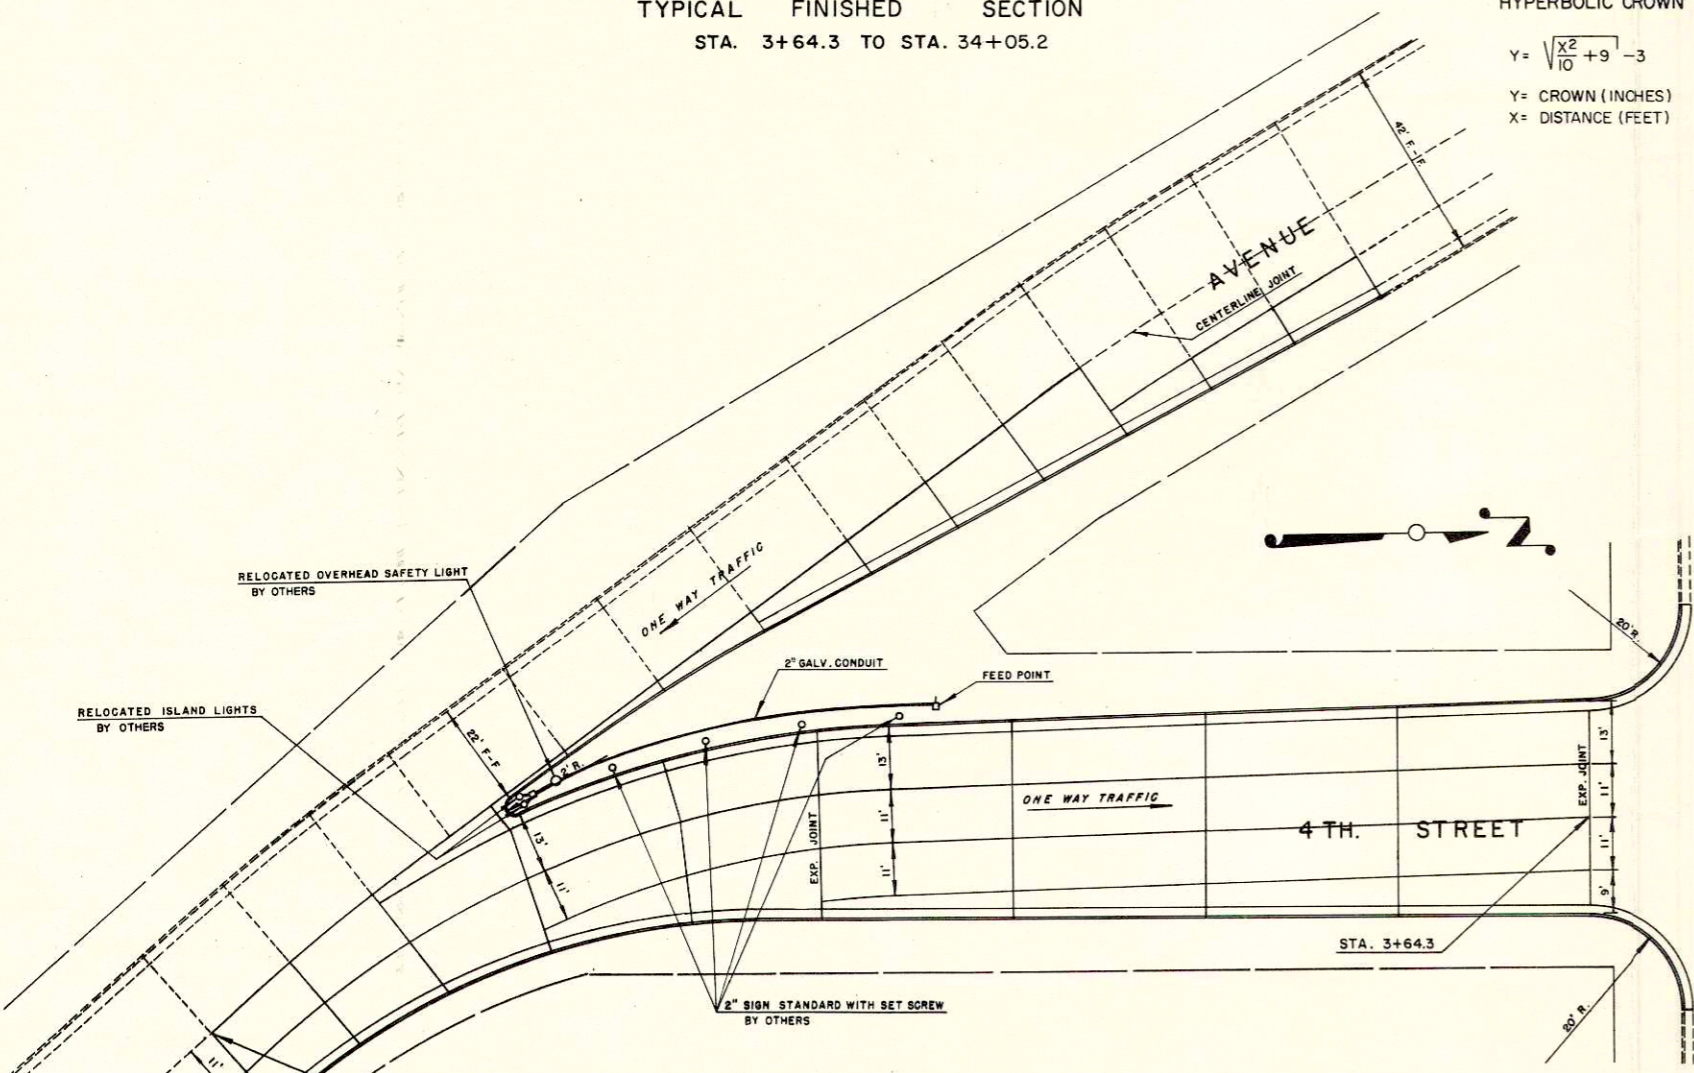 TYPICAL FINISHED SECTION
STA. 3+64.3 TO STA. 34+05.2
HYPERBOLIC CROWN
Y= √(X²/10 +9) -3
Y= CROWN (INCHES)
X= DISTANCE (FEET)
42' F.-F.
AVENUE
CENTERLINE JOINT
RELOCATED OVERHEAD SAFETY LIGHT
BY OTHERS
ONE WAY TRAFFIC
20' R.
2" GALV. CONDUIT
FEED POINT
RELOCATED ISLAND LIGHTS
BY OTHERS
22' F-F
2' R.
13'
11'
13'
11'
11'
EXP. JOINT
ONE WAY TRAFFIC
4 TH. STREET
EXP. JOINT
13'
11'
11'
9'
STA. 3+64.3
2" SIGN STANDARD WITH SET SCREW
BY OTHERS
20' R.
11'